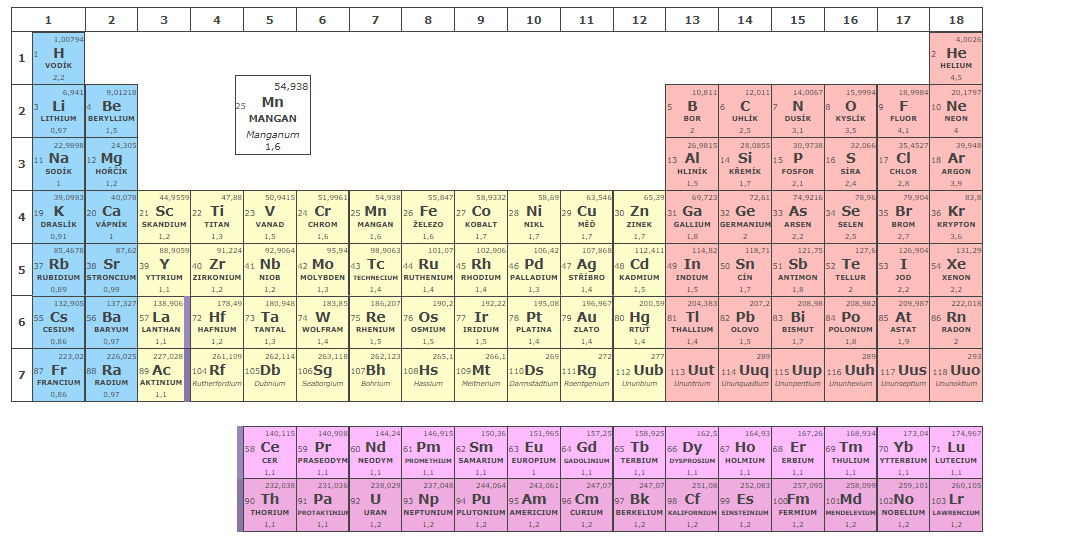 1 2 3 4 5 6 7 8 9 10 11 12 13 14 15 16 17 18
1
1,00794 4,0026
1 H 2 He
VODÍK HELIUM
2,2 4,5
54,938
25 Mn
MANGAN
Manganum
1,6
2
6,941 9,01218 10,811 12,011 14,0067 15,9994 18,9984 20,1797
3 Li 4 Be 5 B 6 C 7 N 8 O 9 F 10 Ne
LITHIUM BERYLLIUM BOR UHLÍK DUSÍK KYSLÍK FLUOR NEON
0,97 1,5 2 2,5 3,1 3,5 4,1 4
3
22,9898 24,305 26,9815 28,0855 30,9738 32,066 35,4527 39,948
11 Na 12 Mg 13 Al 14 Si 15 P 16 S 17 Cl 18 Ar
SODÍK HOŘČÍK HLINÍK KŘEMÍK FOSFOR SÍRA CHLOR ARGON
1 1,2 1,5 1,7 2,1 2,4 2,8 3,9
4
39,0983 40,078 44,9559 47,88 50,9415 51,9961 54,938 55,847 58,9332 58,69 63,546 65,39 69,723 72,61 74,9216 78,96 79,904 83,8
19 K 20 Ca 21 Sc 22 Ti 23 V 24 Cr 25 Mn 26 Fe 27 Co 28 Ni 29 Cu 30 Zn 31 Ga 32 Ge 33 As 34 Se 35 Br 36 Kr
DRASLÍK VÁPNÍK SKANDIUM TITAN VANAD CHROM MANGAN ŽELEZO KOBALT NIKL MĚĎ ZINEK GALLIUM GERMANIUM ARSEN SELEN BROM KRYPTON
0,91 1 1,2 1,3 1,5 1,6 1,6 1,6 1,7 1,7 1,7 1,7 1,8 2 2,2 2,5 2,7 3,6
5
85,4678 87,62 88,9059 91,224 92,9064 95,94 98,9063 101,07 102,906 106,42 107,868 112,411 114,82 118,71 121,75 127,6 126,904 131,29
37 Rb 38 Sr 39 Y 40 Zr 41 Nb 42 Mo 43 Tc 44 Ru 45 Rh 46 Pd 47 Ag 48 Cd 49 In 50 Sn 51 Sb 52 Te 53 I 54 Xe
RUBIDIUM STRONCIUM YTTRIUM ZIRKONIUM NIOB MOLYBDEN TECHNECIUM RUTHENIUM RHODIUM PALLADIUM STŘÍBRO KADMIUM INDIUM CÍN ANTIMON TELLUR JOD XENON
0,89 0,99 1,1 1,2 1,2 1,3 1,4 1,4 1,4 1,3 1,4 1,5 1,5 1,7 1,8 2 2,2 2,2
6
132,905 137,327 138,906 178,49 180,948 183,85 186,207 190,2 192,22 195,08 196,967 200,59 204,383 207,2 208,98 208,982 209,987 222,018
55 Cs 56 Ba 57 La 72 Hf 73 Ta 74 W 75 Re 76 Os 77 Ir 78 Pt 79 Au 80 Hg 81 Tl 82 Pb 83 Bi 84 Po 85 At 86 Rn
CESIUM BARYUM LANTHAN HAFNIUM TANTAL WOLFRAM RHENIUM OSMIUM IRIDIUM PLATINA ZLATO RTUŤ THALLIUM OLOVO BISMUT POLONIUM ASTAT RADON
0,86 0,97 1,1 1,2 1,3 1,4 1,5 1,5 1,5 1,4 1,4 1,4 1,4 1,5 1,7 1,8 1,9 2
7
223,02 226,025 227,028 261,109 262,114 263,118 262,123 265,1 266,1 269 272 277 289 289 293
87 Fr 88 Ra 89 Ac 104 Rf 105 Db 106 Sg 107 Bh 108 Hs 109 Mt 110 Ds 111 Rg 112 Uub 113 Uut 114 Uuq 115 Uup 116 Uuh 117 Uus 118 Uuo
FRANCIUM RADIUM AKTINIUM Rutherfordium Dubnium Seaborgium Bohrium Hassium Meitnerium Darmstadtium Roentgenium Ununbium Ununtrium Ununquadium Ununpentium Ununhexium Ununseptium Ununoktium
0,86 0,97 1,1
140,115 140,908 144,24 146,915 150,36 151,965 157,25 158,925 162,5 164,93 167,26 168,934 173,04 174,967
58 Ce 59 Pr 60 Nd 61 Pm 62 Sm 63 Eu 64 Gd 65 Tb 66 Dy 67 Ho 68 Er 69 Tm 70 Yb 71 Lu
CER PRASEODYM NEODYM PROMETHIUM SAMARIUM EUROPIUM GADOLINIUM TERBIUM DYSPROSIUM HOLMIUM ERBIUM THULIUM YTTERBIUM LUTECIUM
1,1 1,1 1,1 1,1 1,1 1 1,1 1,1 1,1 1,1 1,1 1,1 1,1 1,1
232,038 231,036 238,029 237,048 244,064 243,061 247,07 247,07 251,08 252,083 257,095 258,099 259,101 260,105
90 Th 91 Pa 92 U 93 Np 94 Pu 95 Am 96 Cm 97 Bk 98 Cf 99 Es 100 Fm 101 Md 102 No 103 Lr
THORIUM PROTAKTINIUM URAN NEPTUNIUM PLUTONIUM AMERICIUM CURIUM BERKELIUM KALIFORNIUM EINSTEINIUM FERMIUM MENDELEVIUM NOBELIUM LAWRENCIUM
1,1 1,1 1,2 1,2 1,2 1,2 1,2 1,2 1,2 1,2 1,2 1,2 1,2 1,2